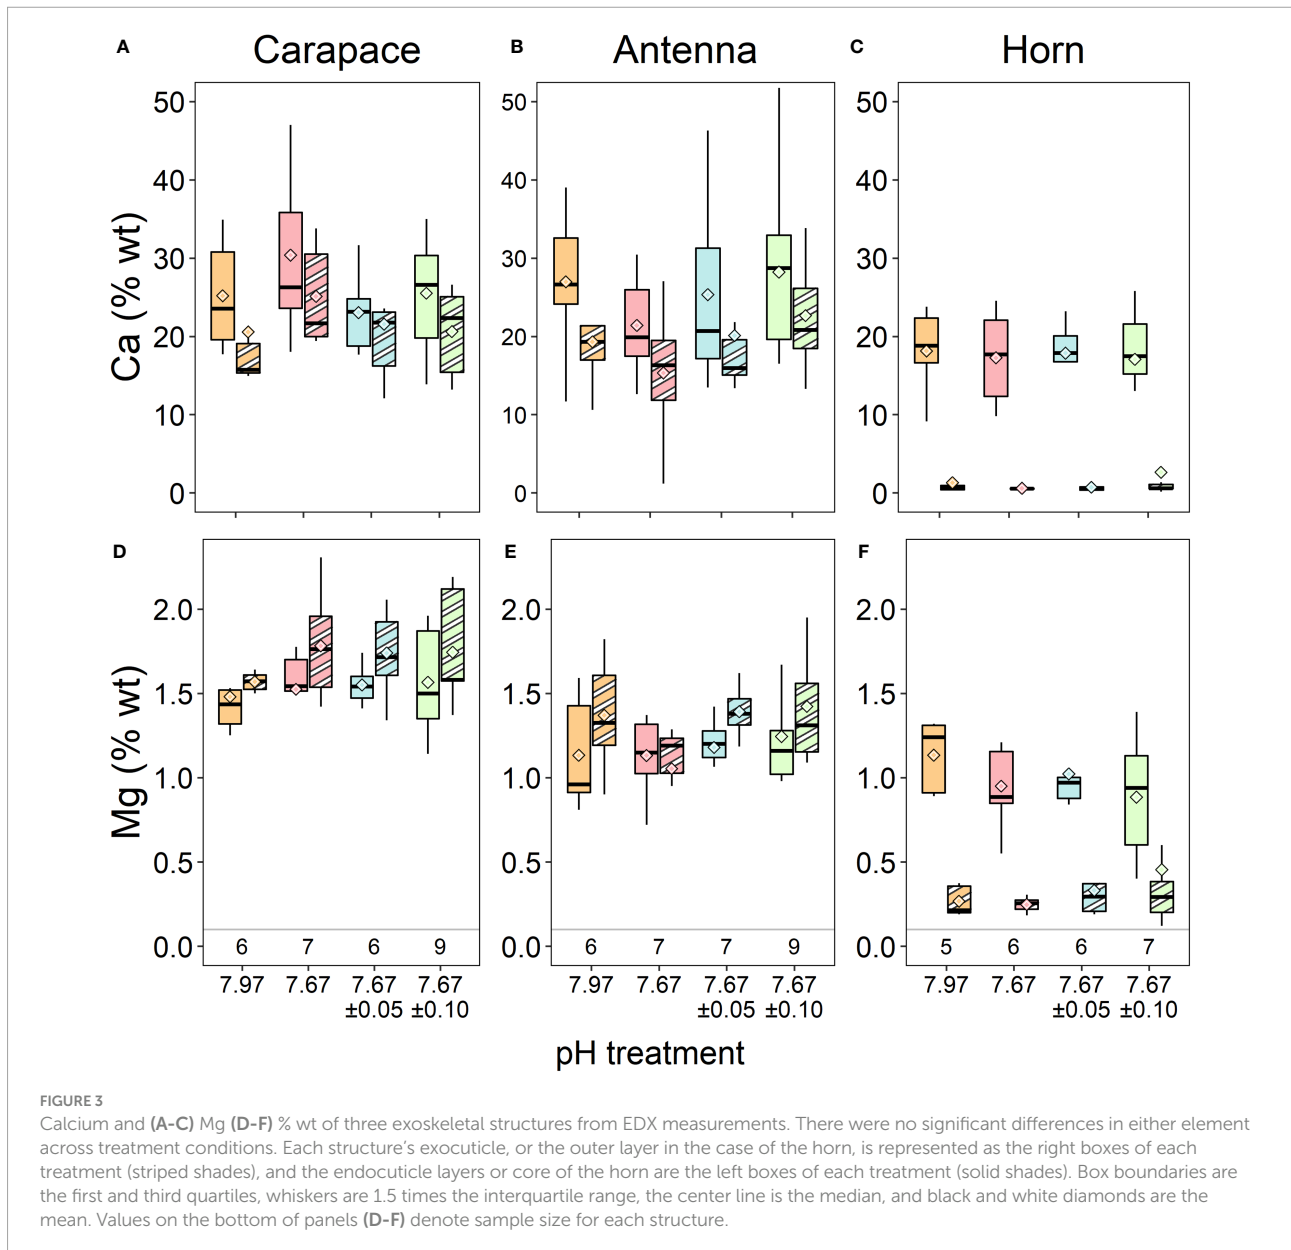 A Carapace B Antenna C Horn
50 50 50
40 40 40
30 30 30
20 20 20
10 10 10
0 0 0
Ca (% wt)
D E F
2.0 2.0 2.0
1.5 1.5 1.5
1.0 1.0 1.0
0.5 0.5 0.5
0.0 0.0 0.0
Mg (% wt)
6 7 6 9 6 7 7 9 5 6 6 7
7.97 7.67 7.67 7.67 7.97 7.67 7.67 7.67 7.97 7.67 7.67 7.67
±0.05 ±0.10 ±0.05 ±0.10 ±0.05 ±0.10
pH treatment
FIGURE 3
Calcium and (A-C) Mg (D-F) % wt of three exoskeletal structures from EDX measurements. There were no significant differences in either element
across treatment conditions. Each structure's exocuticle, or the outer layer in the case of the horn, is represented as the right boxes of each
treatment (striped shades), and the endocuticle layers or core of the horn are the left boxes of each treatment (solid shades). Box boundaries are
the first and third quartiles, whiskers are 1.5 times the interquartile range, the center line is the median, and black and white diamonds are the
mean. Values on the bottom of panels (D-F) denote sample size for each structure.